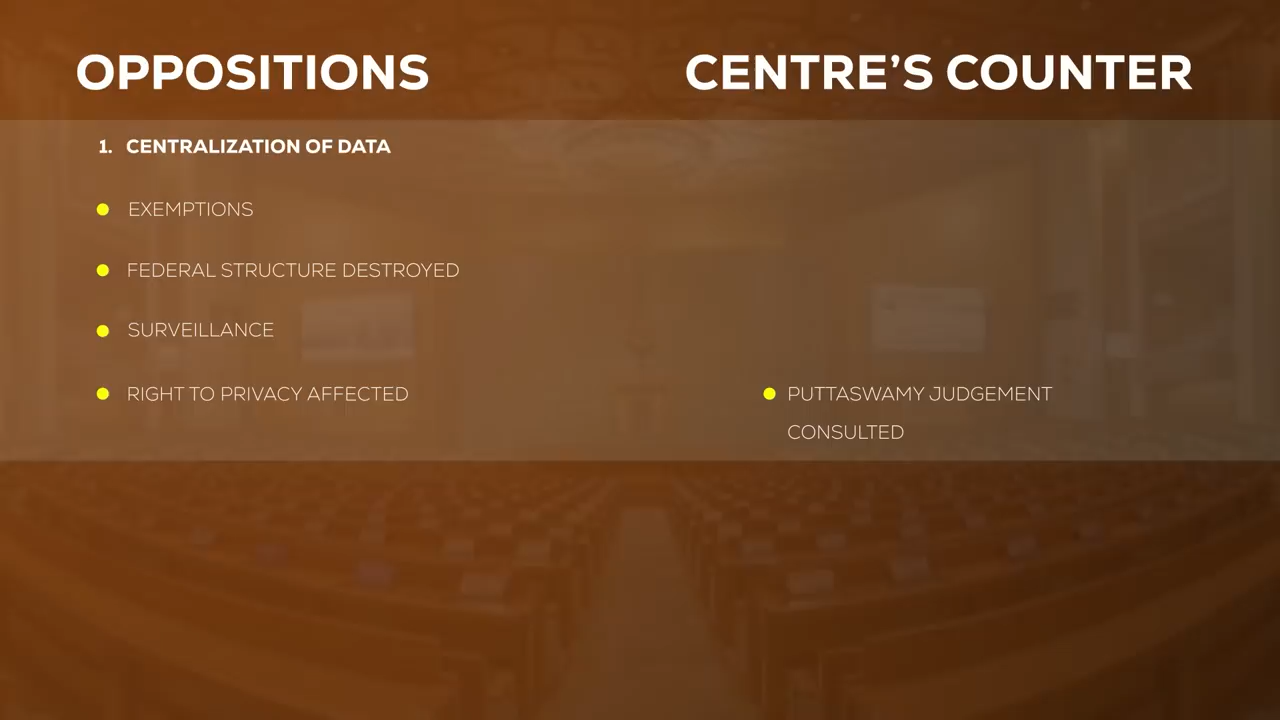 OPPOSITIONS
CENTRE’S COUNTER
1. CENTRALIZATION OF DATA
EXEMPTIONS
FEDERAL STRUCTURE DESTROYED
SURVEILLANCE
RIGHT TO PRIVACY AFFECTED
PUTTASWAMY JUDGEMENT
CONSULTED